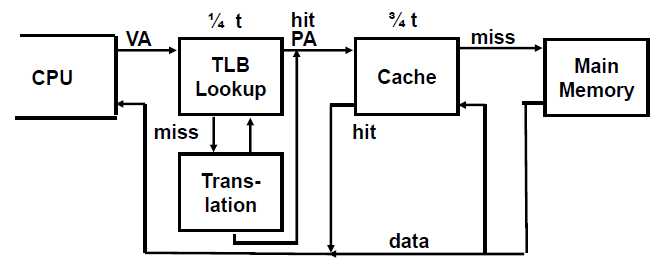 ¼ t
hit
¾ t
VA
PA
miss
CPU
TLB
Lookup
Cache
Main
Memory
miss
hit
Trans-
lation
data